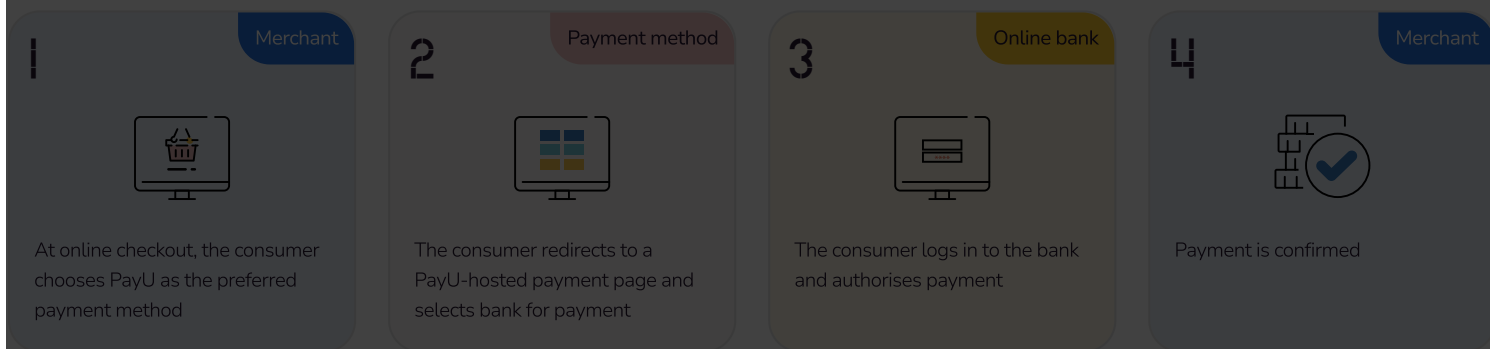 1
Merchant
At online checkout, the consumer
chooses PayU as the preferred
payment method
2
Payment method
The consumer redirects to a
PayU-hosted payment page and
selects bank for payment
3
Online bank
The consumer logs in to the bank
and authorises payment
4
Merchant
Payment is confirmed